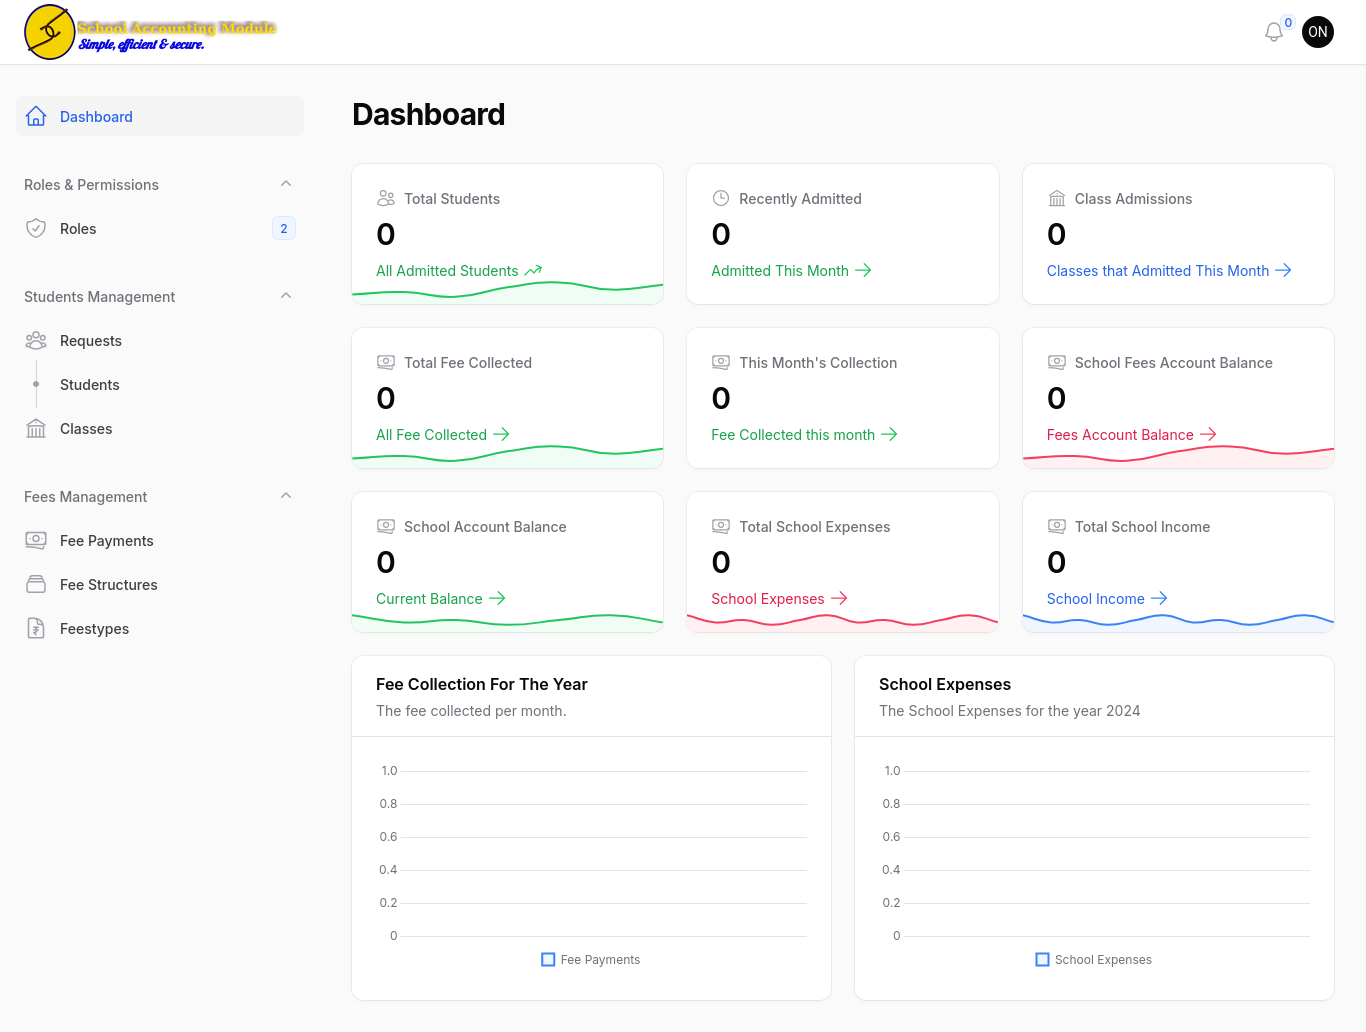 School Accounting Module
Simple, efficient & secure.
0
ON
Dashboard
Roles & Permissions
Roles
2
Students Management
Requests
Students
Classes
Fees Management
Fee Payments
Fee Structures
Feestypes
Dashboard
Total Students
0
All Admitted Students
Recently Admitted
0
Admitted This Month
Class Admissions
0
Classes that Admitted This Month
Total Fee Collected
0
All Fee Collected
This Month's Collection
0
Fee Collected this month
School Fees Account Balance
0
Fees Account Balance
School Account Balance
0
Current Balance
Total School Expenses
0
School Expenses
Total School Income
0
School Income
Fee Collection For The Year
The fee collected per month.
1.0
0.8
0.6
0.4
0.2
0
Fee Payments
School Expenses
The School Expenses for the year 2024
1.0
0.8
0.6
0.4
0.2
0
School Expenses